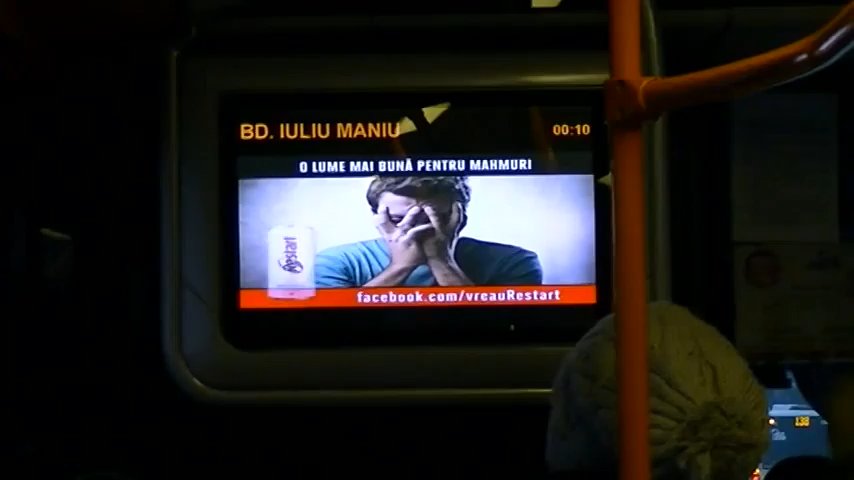 BD. IULIU MANIU 00:10
O LUME MAI BUNĂ PENTRU MAHMURI
Restart
facebook.com/vreauRestart
138